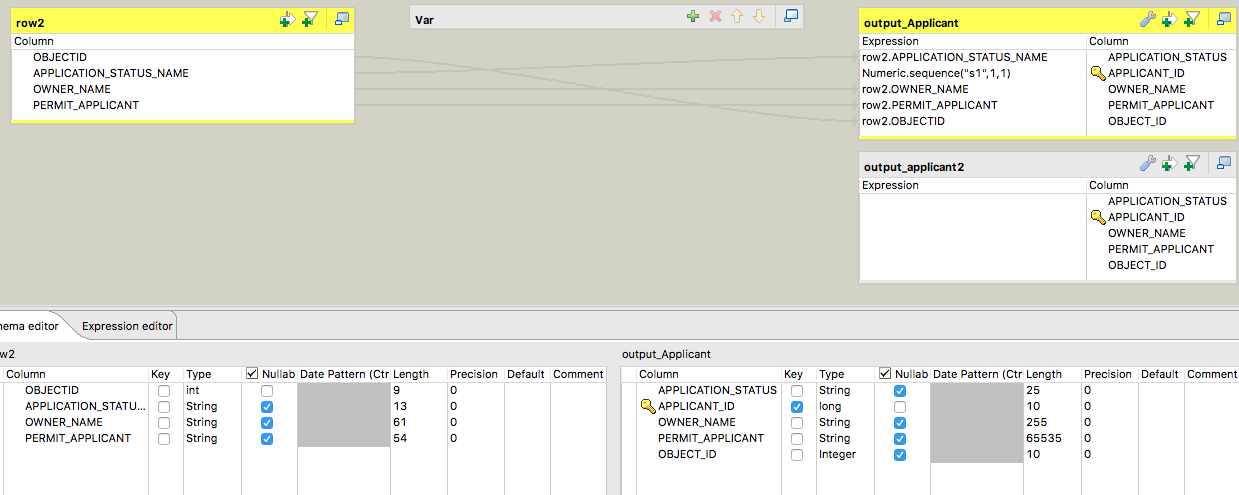 row2
Column
OBJECTID
APPLICATION_STATUS_NAME
OWNER_NAME
PERMIT_APPLICANT
Var
output_Applicant
Expression Column
row2.APPLICATION_STATUS_NAME APPLICATION_STATUS
Numeric.sequence("s1",1,1) APPLICANT_ID
row2.OWNER_NAME OWNER_NAME
row2.PERMIT_APPLICANT PERMIT_APPLICANT
row2.OBJECTID OBJECT_ID
output_applicant2
Expression Column
APPLICATION_STATUS
APPLICANT_ID
OWNER_NAME
PERMIT_APPLICANT
OBJECT_ID
nema editor Expression editor
w2
Column Key Type Nullab Date Pattern (Ctr Length Precision Default Comment
OBJECTID int 9 0
APPLICATION_STATU... String 13 0
OWNER_NAME String 61 0
PERMIT_APPLICANT String 54 0
output_Applicant
Column Key Type Nullab Date Pattern (Ctr Length Precision Default Comment
APPLICATION_STATUS String 25 0
APPLICANT_ID long 10 0
OWNER_NAME String 255 0
PERMIT_APPLICANT String 65535 0
OBJECT_ID Integer 10 0